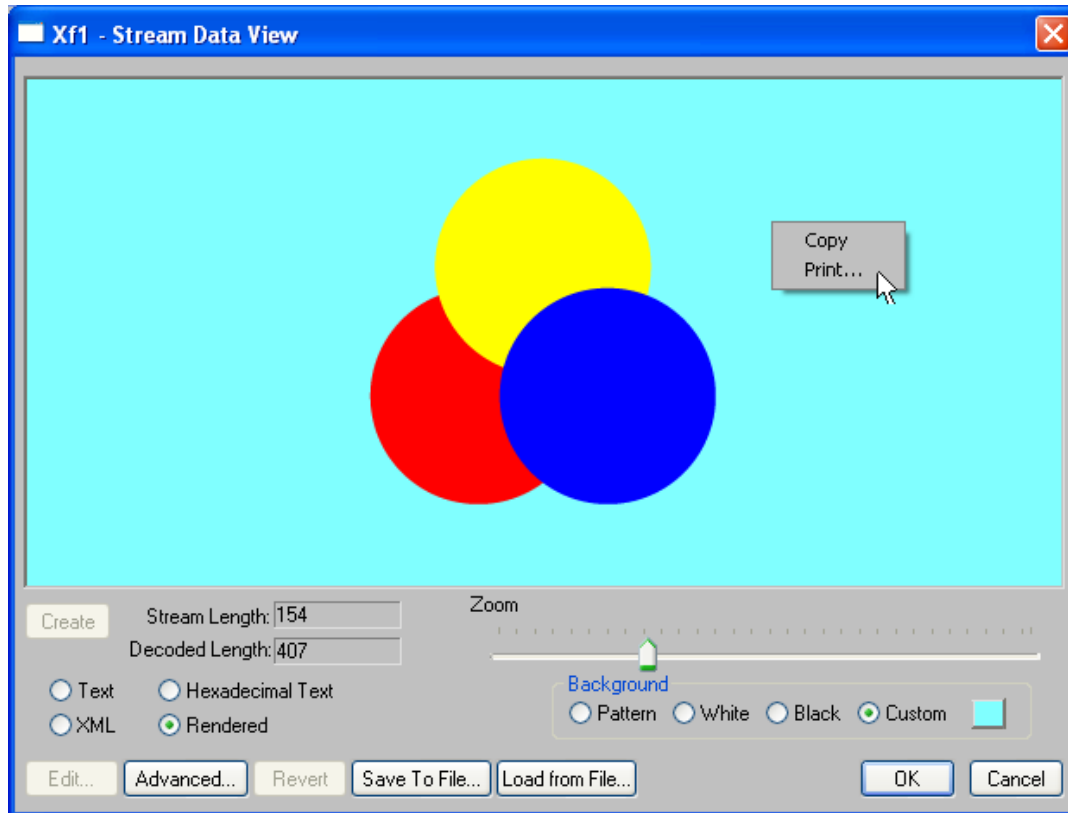 Xf1 - Stream Data View
Copy
Print...
Create
Stream Length: 154
Decoded Length: 407
Zoom
Text
Hexadecimal Text
XML
Rendered
Background
Pattern White Black Custom
Edit... Advanced... Revert Save To File... Load from File... OK Cancel